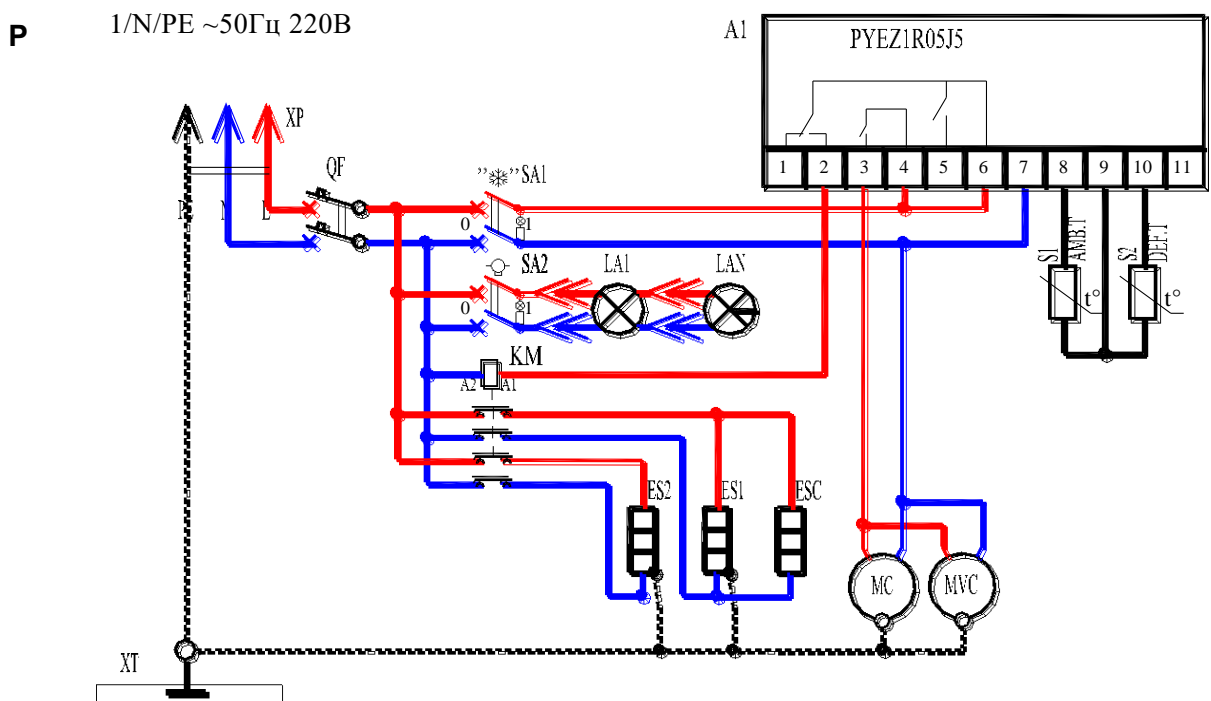 P
1/N/PE ~50Гц 220В
A1
PYEZ1R05J5
XP
1 2 3 4 5 6 7 8 9 10 11
QF
"❄" SA1
N L
0 1
S1
AMB.T
S2
DEF.T
SA2
LA1
LAN
t°
t°
0 1
KM
A2 A1
ES2
ES1
ESC
MC
MVC
XT